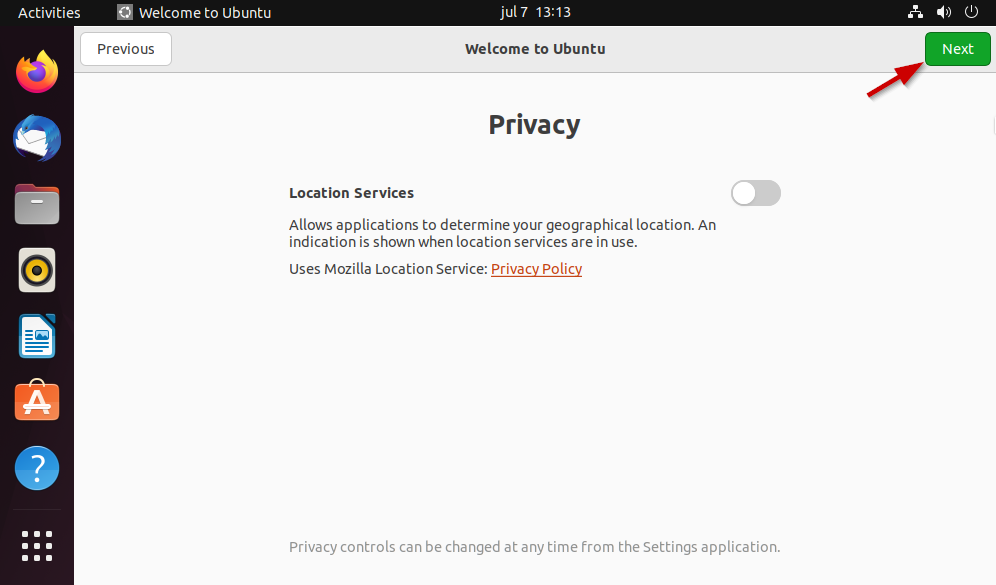 Activities Welcome to Ubuntu jul 7 13:13
Previous Welcome to Ubuntu Next
Privacy
Location Services
Allows applications to determine your geographical location. An
indication is shown when location services are in use.
Uses Mozilla Location Service: Privacy Policy
Privacy controls can be changed at any time from the Settings application.